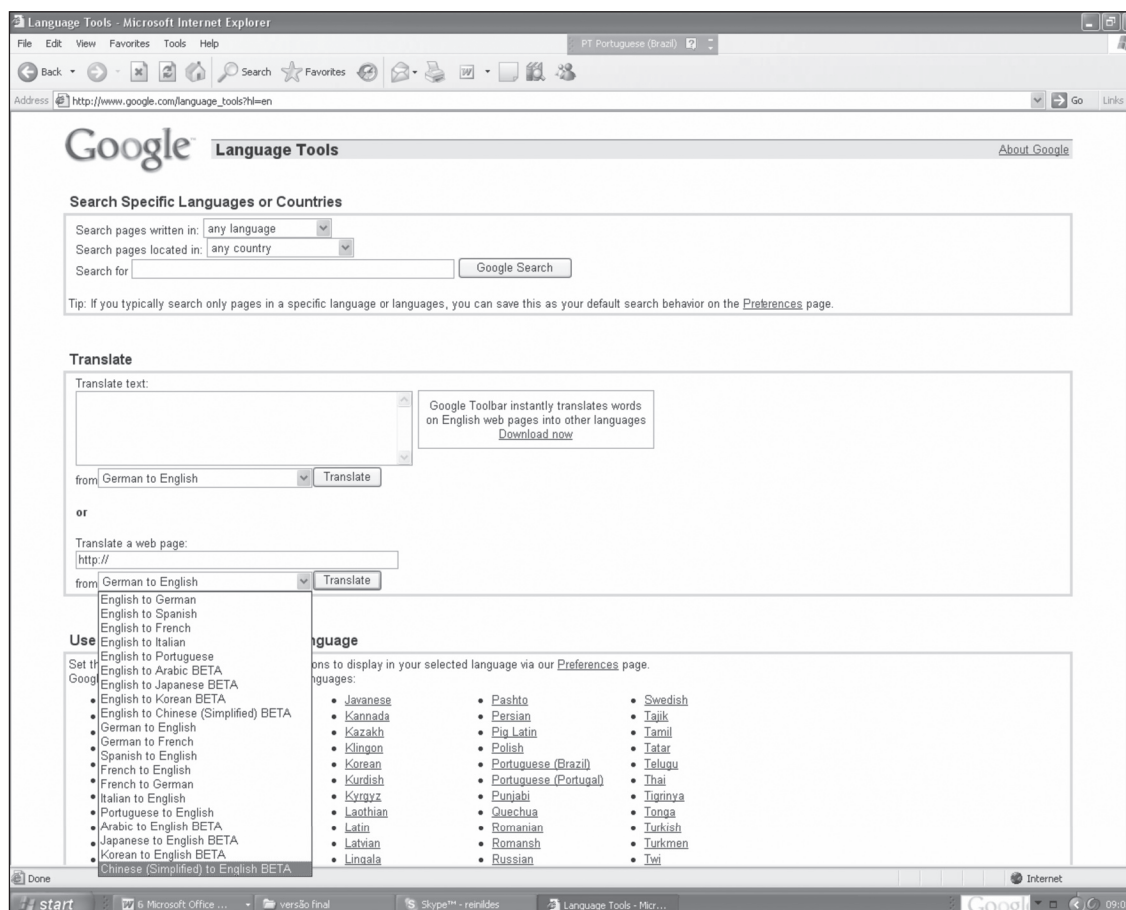 Language Tools - Microsoft Internet Explorer
File Edit View Favorites Tools Help
PT Portuguese (Brazil)
Back Search Favorites
Address http://www.google.com/language_tools?hl=en Go Links
Google Language Tools About Google
Search Specific Languages or Countries
Search pages written in: any language
Search pages located in: any country
Search for Google Search
Tip: If you typically search only pages in a specific language or languages, you can save this as your default search behavior on the Preferences page.
Translate
Translate text:
Google Toolbar instantly translates words
on English web pages into other languages
Download now
from German to English Translate
or
Translate a web page:
http://
from German to English Translate
English to German
English to Spanish
English to French
English to Italian
English to Portuguese
English to Arabic BETA
English to Japanese BETA
English to Korean BETA
English to Chinese (Simplified) BETA
German to English
German to French
Spanish to English
French to English
French to German
Italian to English
Portuguese to English
Arabic to English BETA
Japanese to English BETA
Korean to English BETA
Chinese (Simplified) to English BETA
Use
ons to display in your selected language via our Preferences page.
Javanese Pashto Swedish
Kannada Persian Tajik
Kazakh Pig Latin Tamil
Klingon Polish Tatar
Korean Portuguese (Brazil) Telugu
Kurdish Portuguese (Portugal) Thai
Kyrgyz Punjabi Tigrinya
Laothian Quechua Tonga
Latin Romanian Turkish
Latvian Romansh Turkmen
Lingala Russian Twi
Done Internet
start 6 Microsoft Office ... versão final Skype™ - reinildes Language Tools - Micr... Googl 09:0